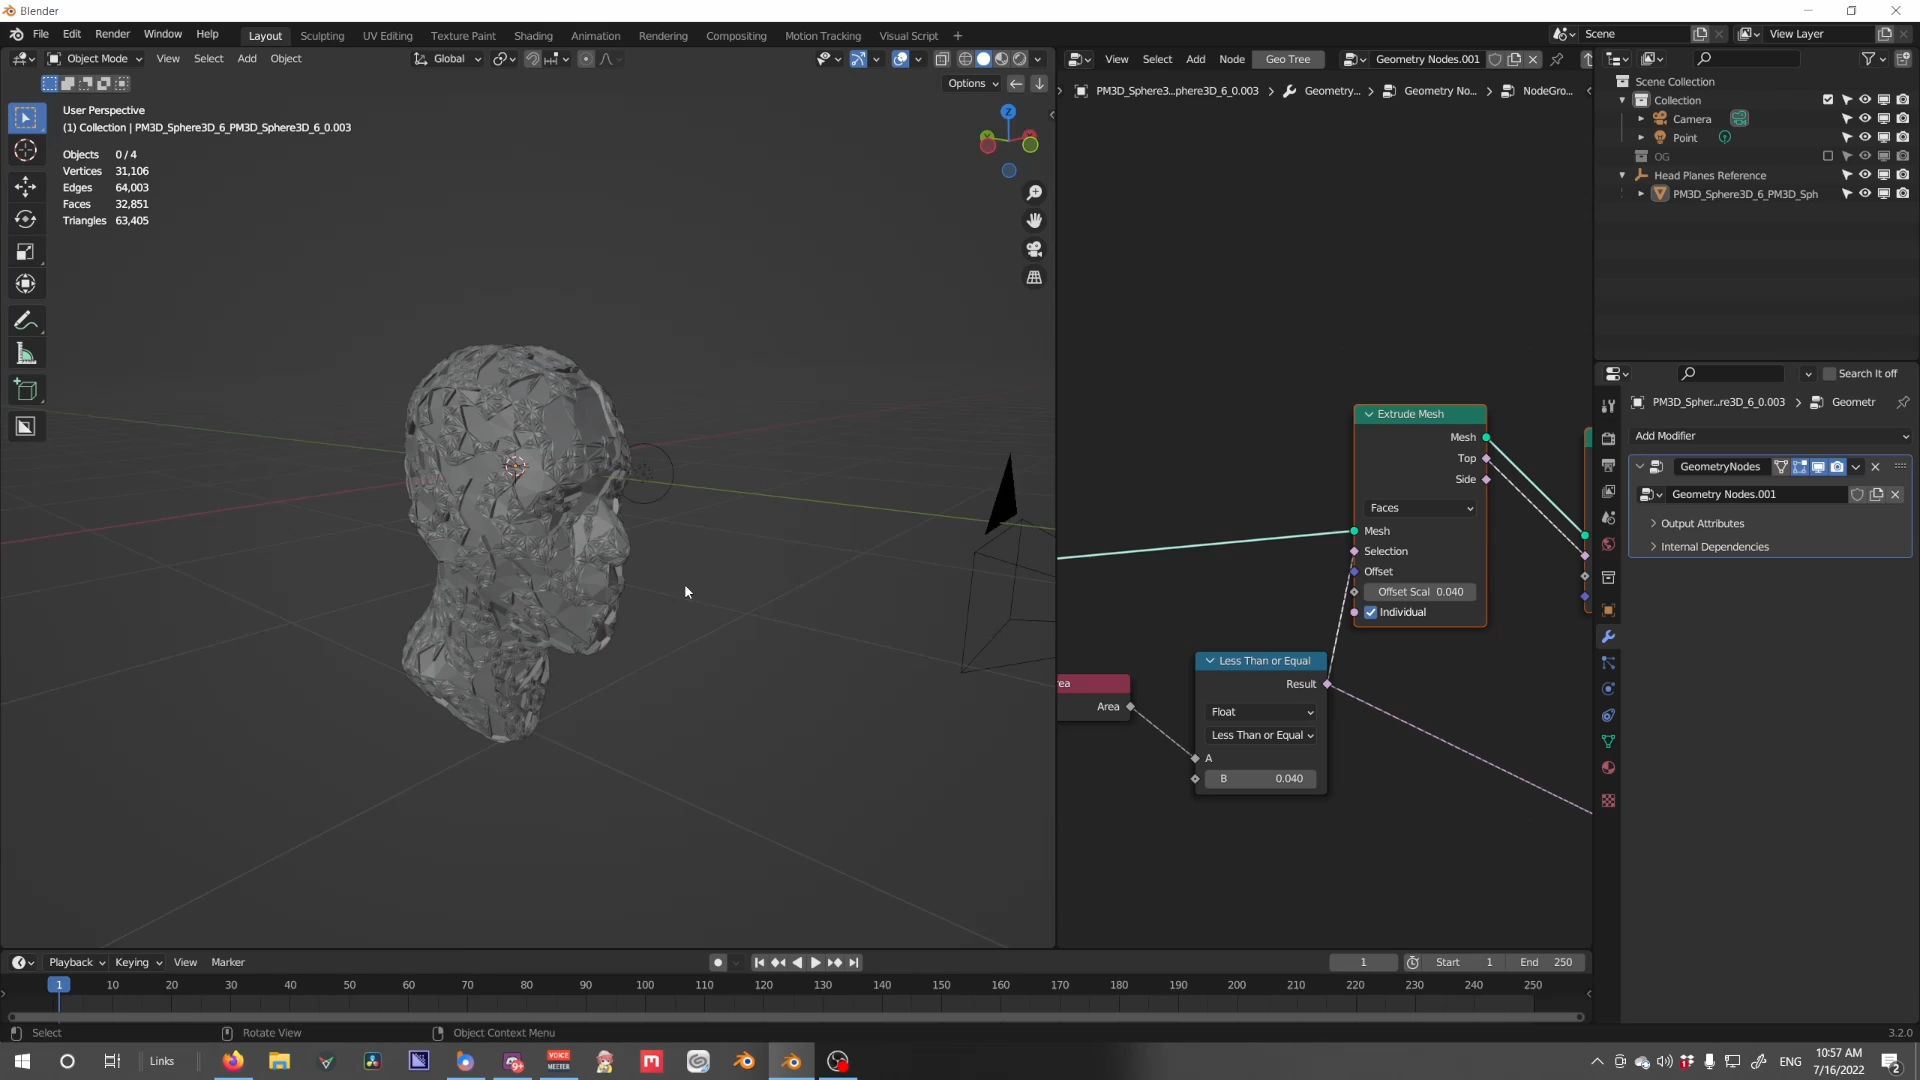 Blender
File Edit Render Window Help Layout Sculpting UV Editing Texture Paint Shading Animation Rendering Compositing Motion Tracking Visual Script + Scene View Layer
Object Mode View Select Add Object Global
Options
User Perspective
(1) Collection | PM3D_Sphere3D_6_PM3D_Sphere3D_6_0.003
Objects 0/4
Vertices 31,106
Edges 64,003
Faces 32,851
Triangles 63,405
Z
View Select Add Node Geo Tree Geometry Nodes.001
PM3D_Sphere3...phere3D_6_0.003 > Geometry... > Geometry No... > NodeGro...
Extrude Mesh
Mesh
Top
Side
Faces
Mesh
Selection
Offset
Offset Scal 0.040
Individual
rea
Area
Less Than or Equal
Result
Float
Less Than or Equal
A
B 0.040
Scene Collection
Collection
Camera
Point
OG
Head Planes Reference
PM3D_Sphere3D_6_PM3D_Sph
Search It off
PM3D_Spher...re3D_6_0.003 > Geometr
Add Modifier
GeometryNodes
Geometry Nodes.001
Output Attributes
Internal Dependencies
Playback Keying View Marker 1 Start 1 End 250
1 10 20 30 40 50 60 70 80 90 100 110 120 130 140 150 160 170 180 190 200 210 220 230 240 250
Select Rotate View Object Context Menu 3.2.0
Links VOICE MEETER 9+ ENG 10:57 AM
7/16/2022 2